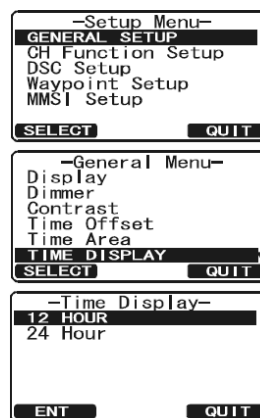 —Setup Menu—
GENERAL SETUP
CH Function Setup
DSC Setup
Waypoint Setup
MMSI Setup
SELECT QUIT
—General Menu—
Display
Dimmer
Contrast
Time Offset
Time Area
TIME DISPLAY
SELECT QUIT
—Time Display—
12 HOUR
24 Hour
ENT QUIT